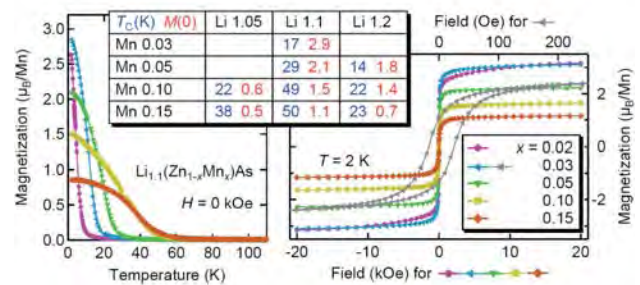 T_C(K) M(0) Li 1.05 Li 1.1 Li 1.2
Mn 0.03 17 2.9
Mn 0.05 29 2.1 14 1.8
Mn 0.10 22 0.6 49 1.5 22 1.4
Mn 0.15 38 0.5 50 1.1 23 0.7
Magnetization (μ_B/Mn)
3.0
2.5
2.0
1.5
1.0
0.5
0.0
Li₁.₁(Zn₁₋ₓMnₓ)As
H = 0 kOe
0 20 40 60 80 100
Temperature (K)
Field (Oe) for
0 100 200
T = 2 K
x = 0.02
0.03
0.05
0.10
0.15
2
0
-2
Magnetization (μ_B/Mn)
-20 -10 0 10 20
Field (kOe) for